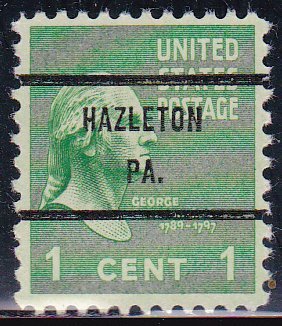 UNITED
STATES
POSTAGE
HAZLETON
PA.
GEORGE
1789-1797
1 CENT 1